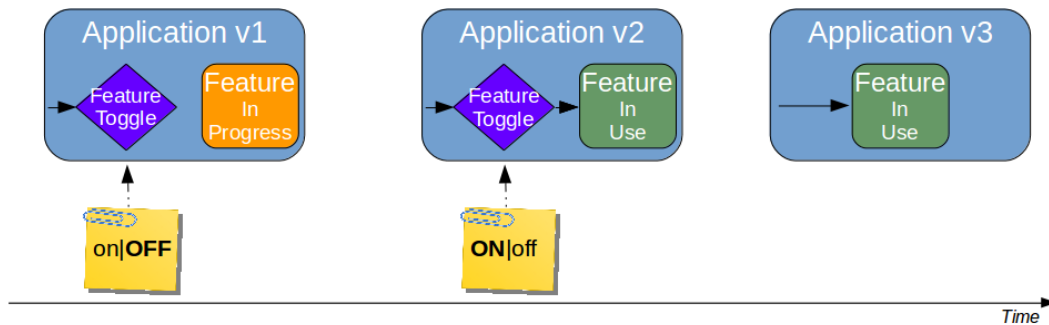 Application v1
Feature
Toggle
Feature
In
Progress
on|OFF
Application v2
Feature
Toggle
Feature
In
Use
ON|off
Application v3
Feature
In
Use
Time